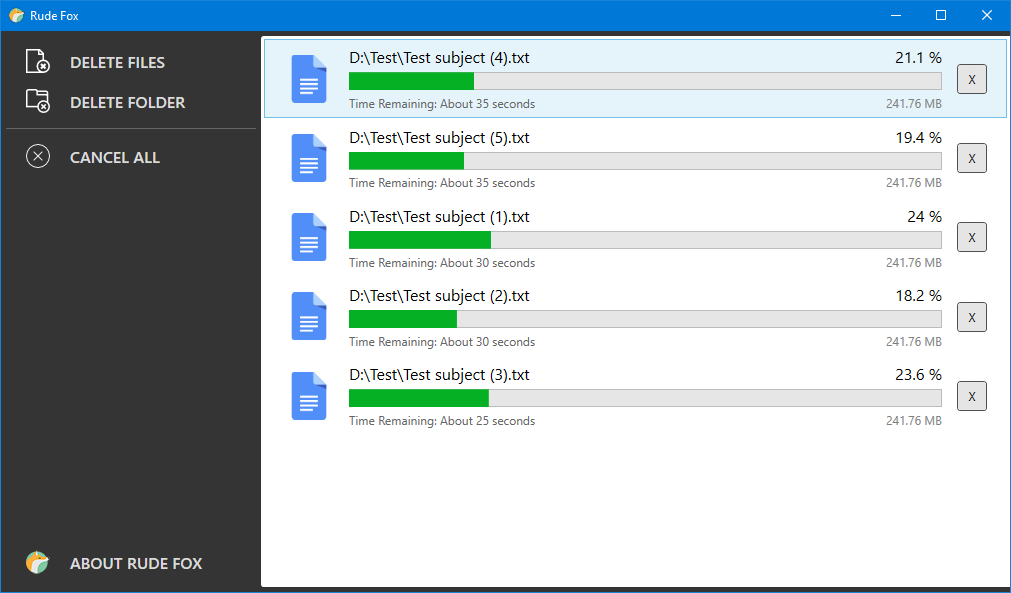 Rude Fox
DELETE FILES
DELETE FOLDER
CANCEL ALL
ABOUT RUDE FOX
D:\Test\Test subject (4).txt 21.1 %
X
Time Remaining: About 35 seconds 241.76 MB
D:\Test\Test subject (5).txt 19.4 %
X
Time Remaining: About 35 seconds 241.76 MB
D:\Test\Test subject (1).txt 24 %
X
Time Remaining: About 30 seconds 241.76 MB
D:\Test\Test subject (2).txt 18.2 %
X
Time Remaining: About 30 seconds 241.76 MB
D:\Test\Test subject (3).txt 23.6 %
X
Time Remaining: About 25 seconds 241.76 MB